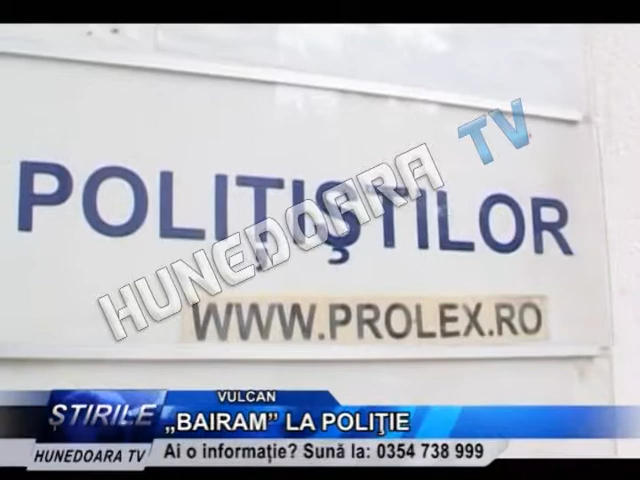 POLIȚIȘTILOR
HUNEDOARA TV
WWW.PROLEX.RO
VULCAN
ȘTIRILE
„BAIRAM” LA POLIŢIE
HUNEDOARA TV
Ai o informație? Sună la: 0354 738 999